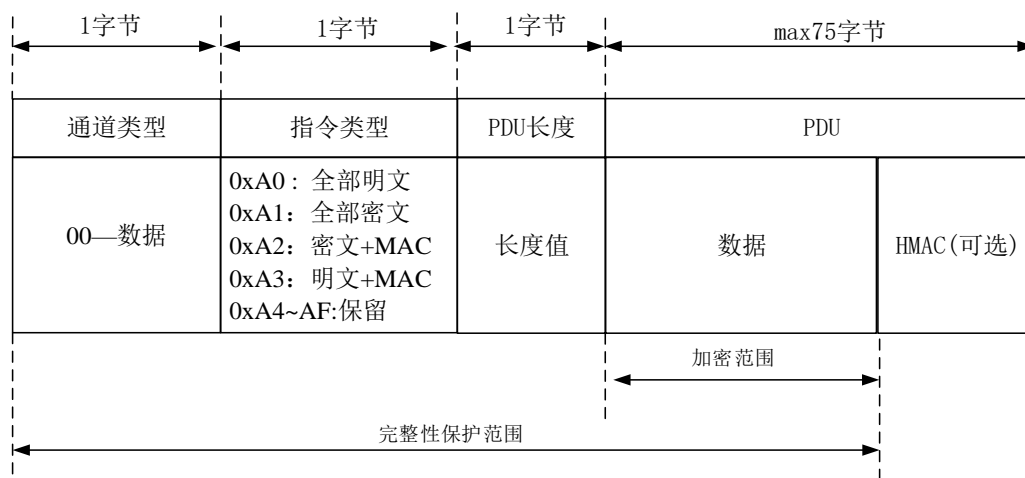 1字节 1字节 1字节 max75字节
通道类型 指令类型 PDU长度 PDU
00—数据
0xA0 : 全部明文
0xA1：全部密文
0xA2：密文+MAC
0xA3：明文+MAC
0xA4~AF:保留
长度值
数据
HMAC(可选)
加密范围
完整性保护范围